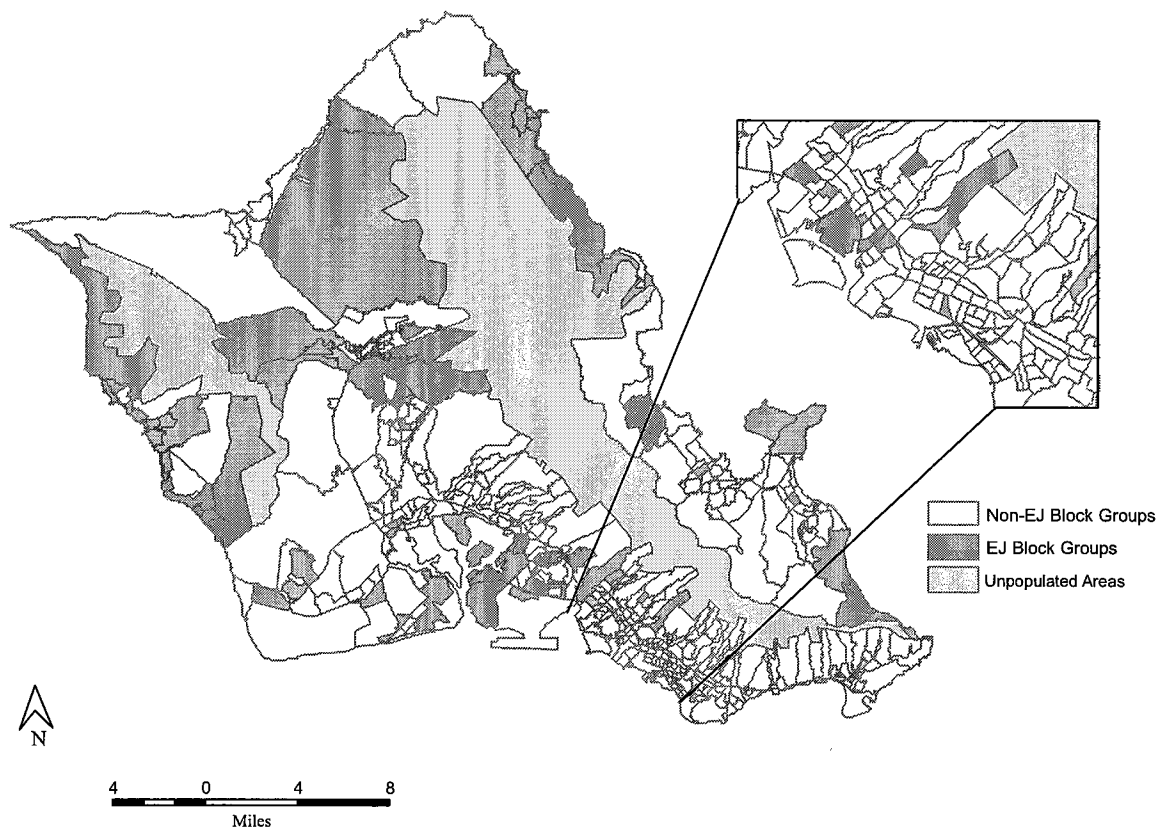 Non-EJ Block Groups
EJ Block Groups
Unpopulated Areas
N
4 0 4 8
Miles